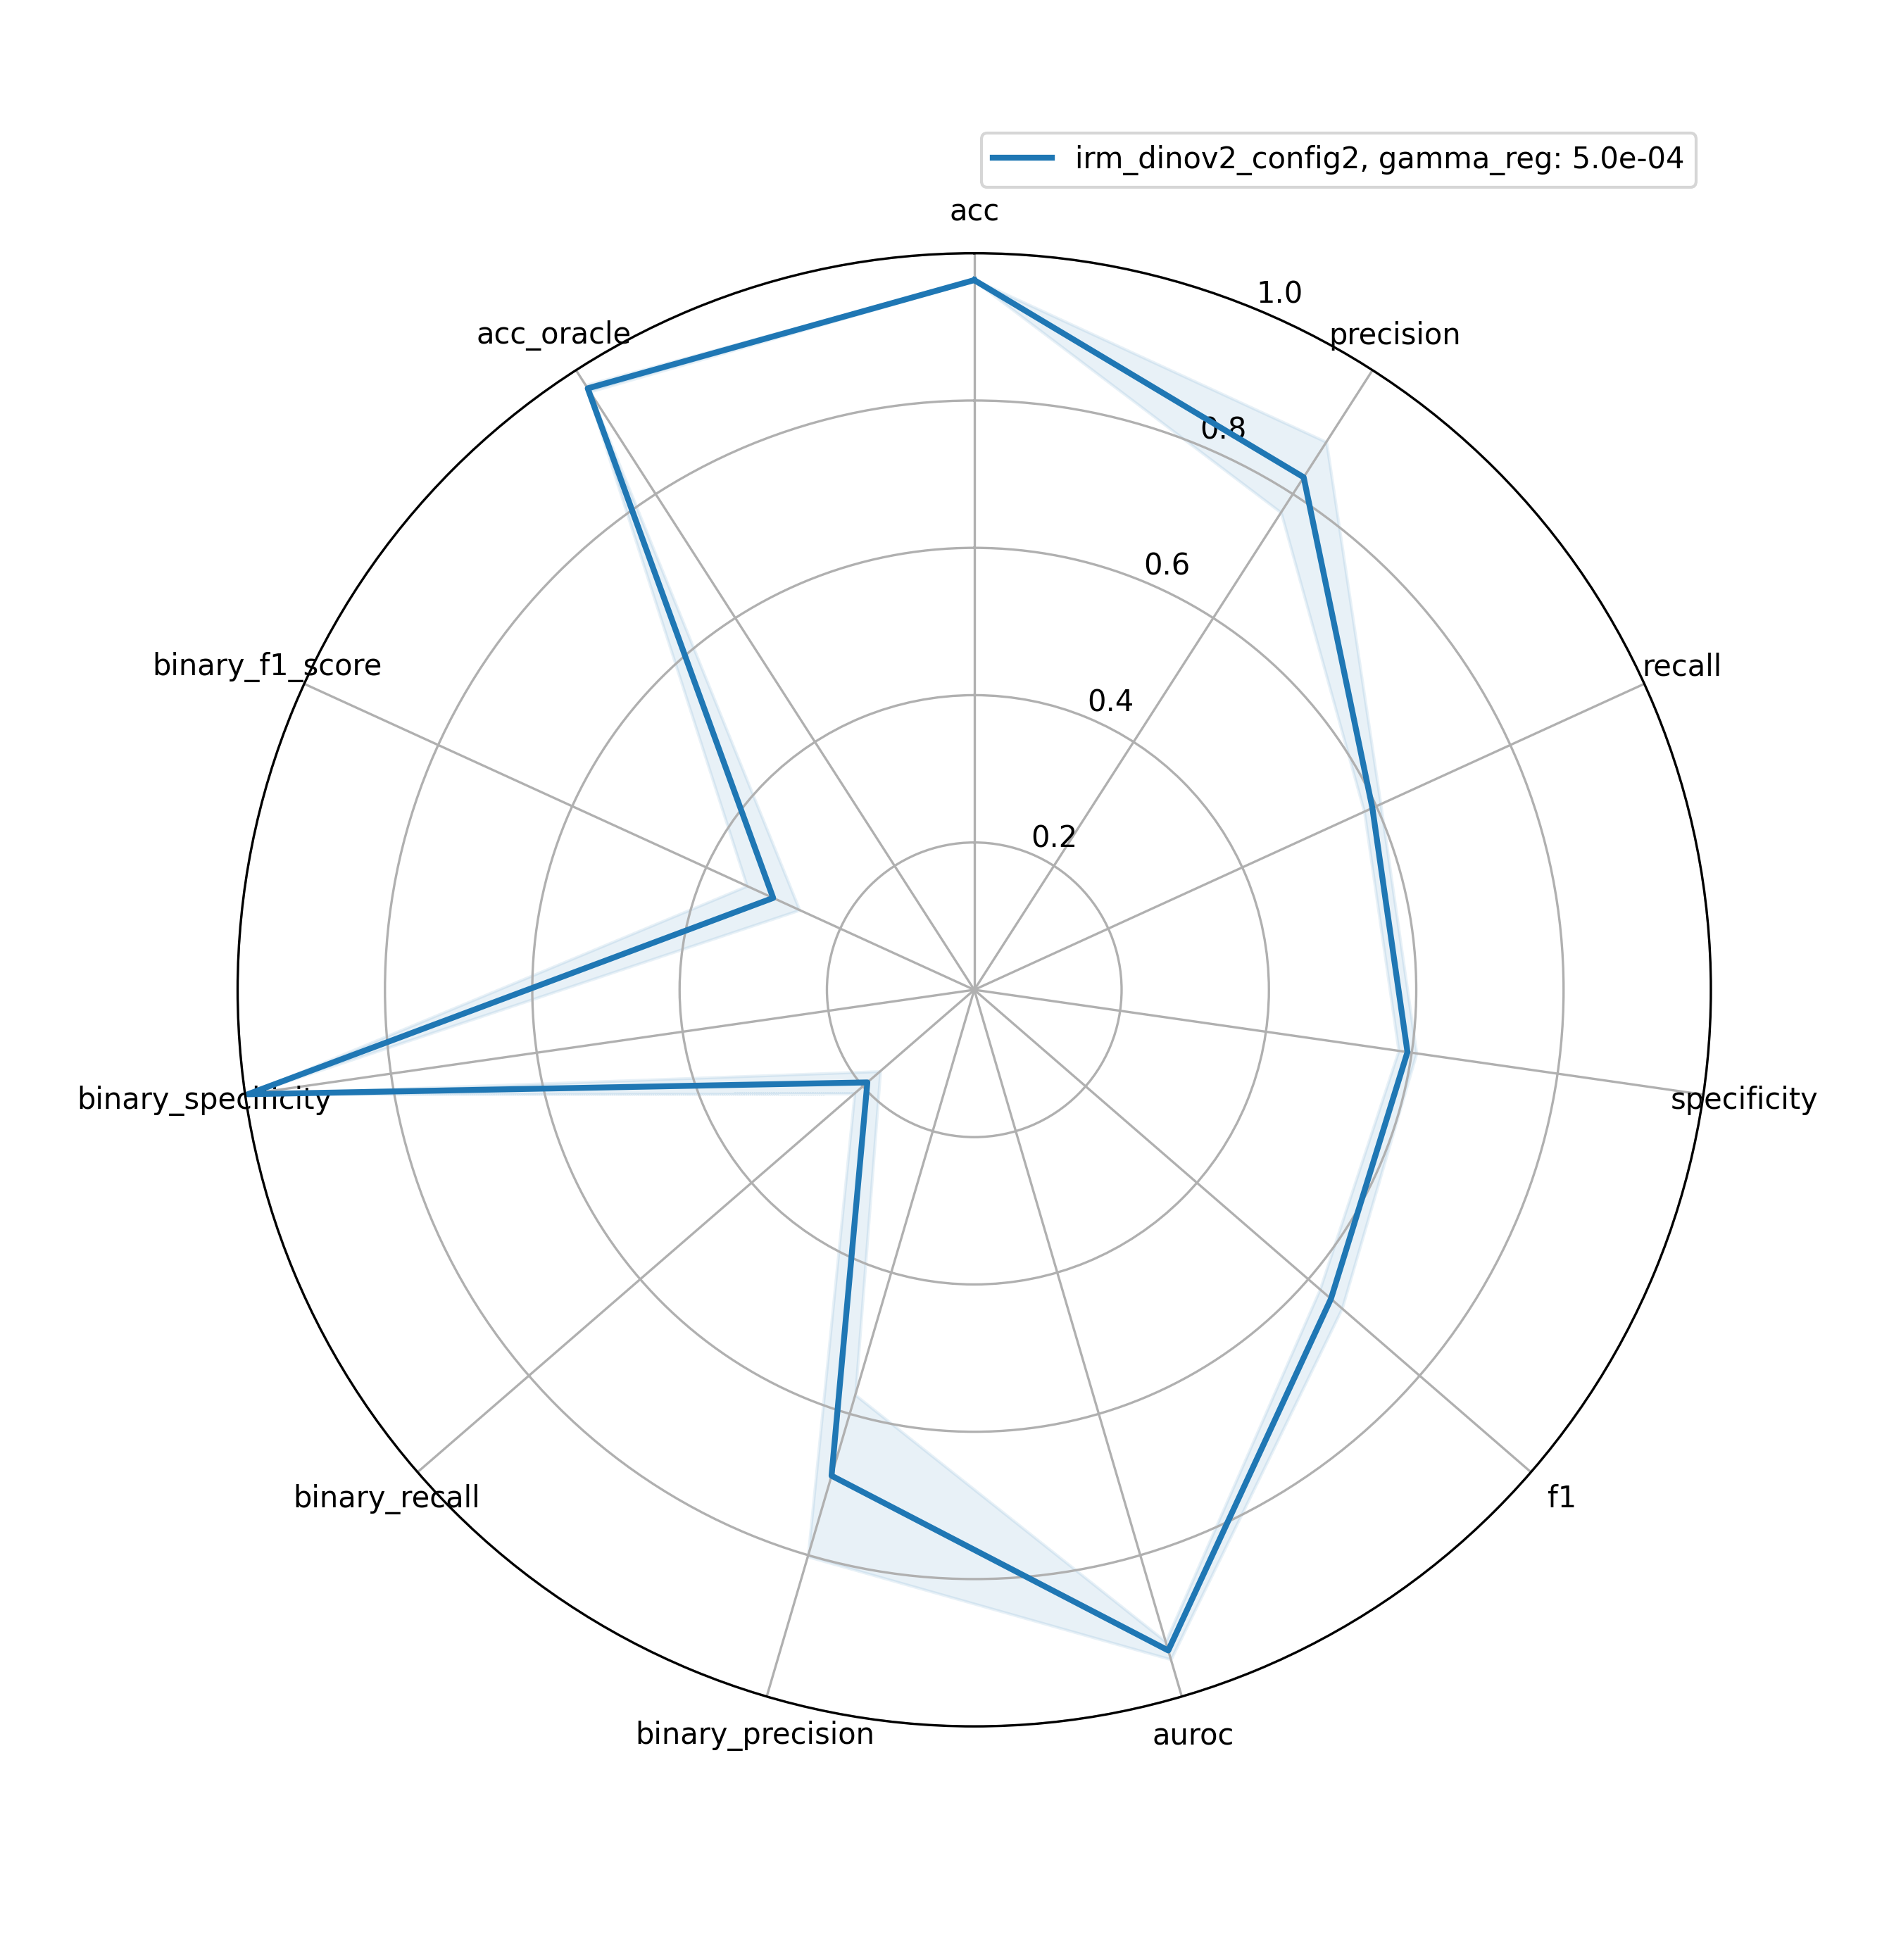 irm_dinov2_config2, gamma_reg: 5.0e-04
acc
1.0
acc_oracle
precision
0.8
0.6
binary_f1_score
recall
0.4
0.2
binary_specificity
specificity
binary_recall
f1
binary_precision
auroc